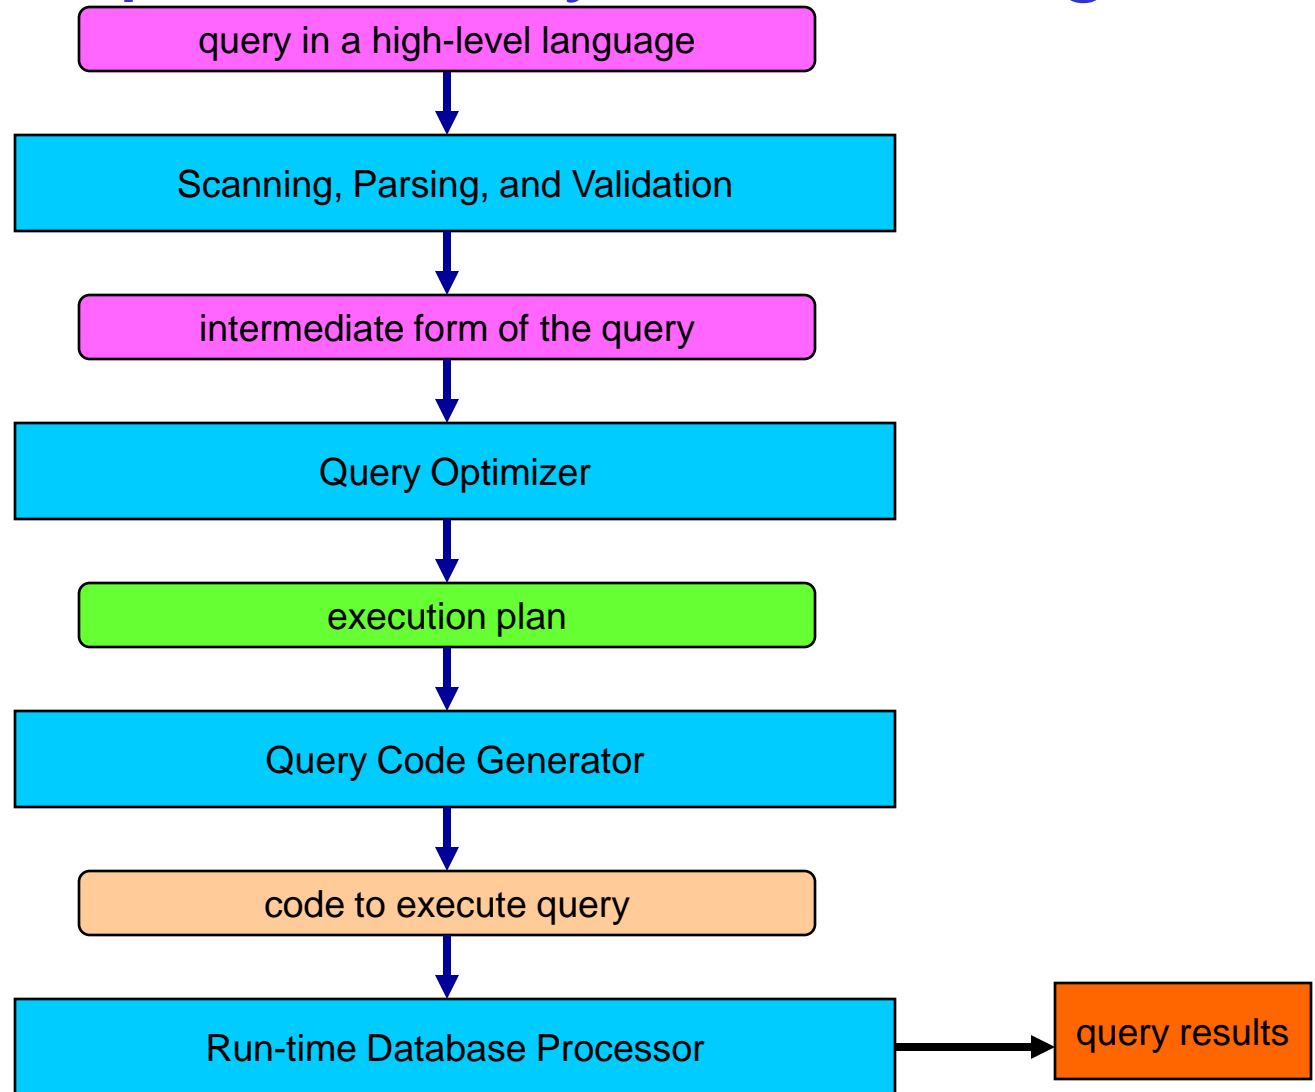 query in a high-level language
Scanning, Parsing, and Validation
intermediate form of the query
Query Optimizer
execution plan
Query Code Generator
code to execute query
Run-time Database Processor
query results